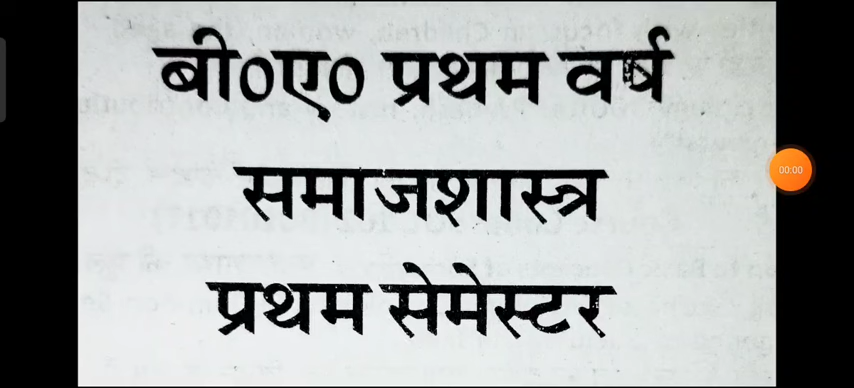 बी०ए० प्रथम वर्ष
समाजशास्त्र
प्रथम सेमेस्टर
00:00